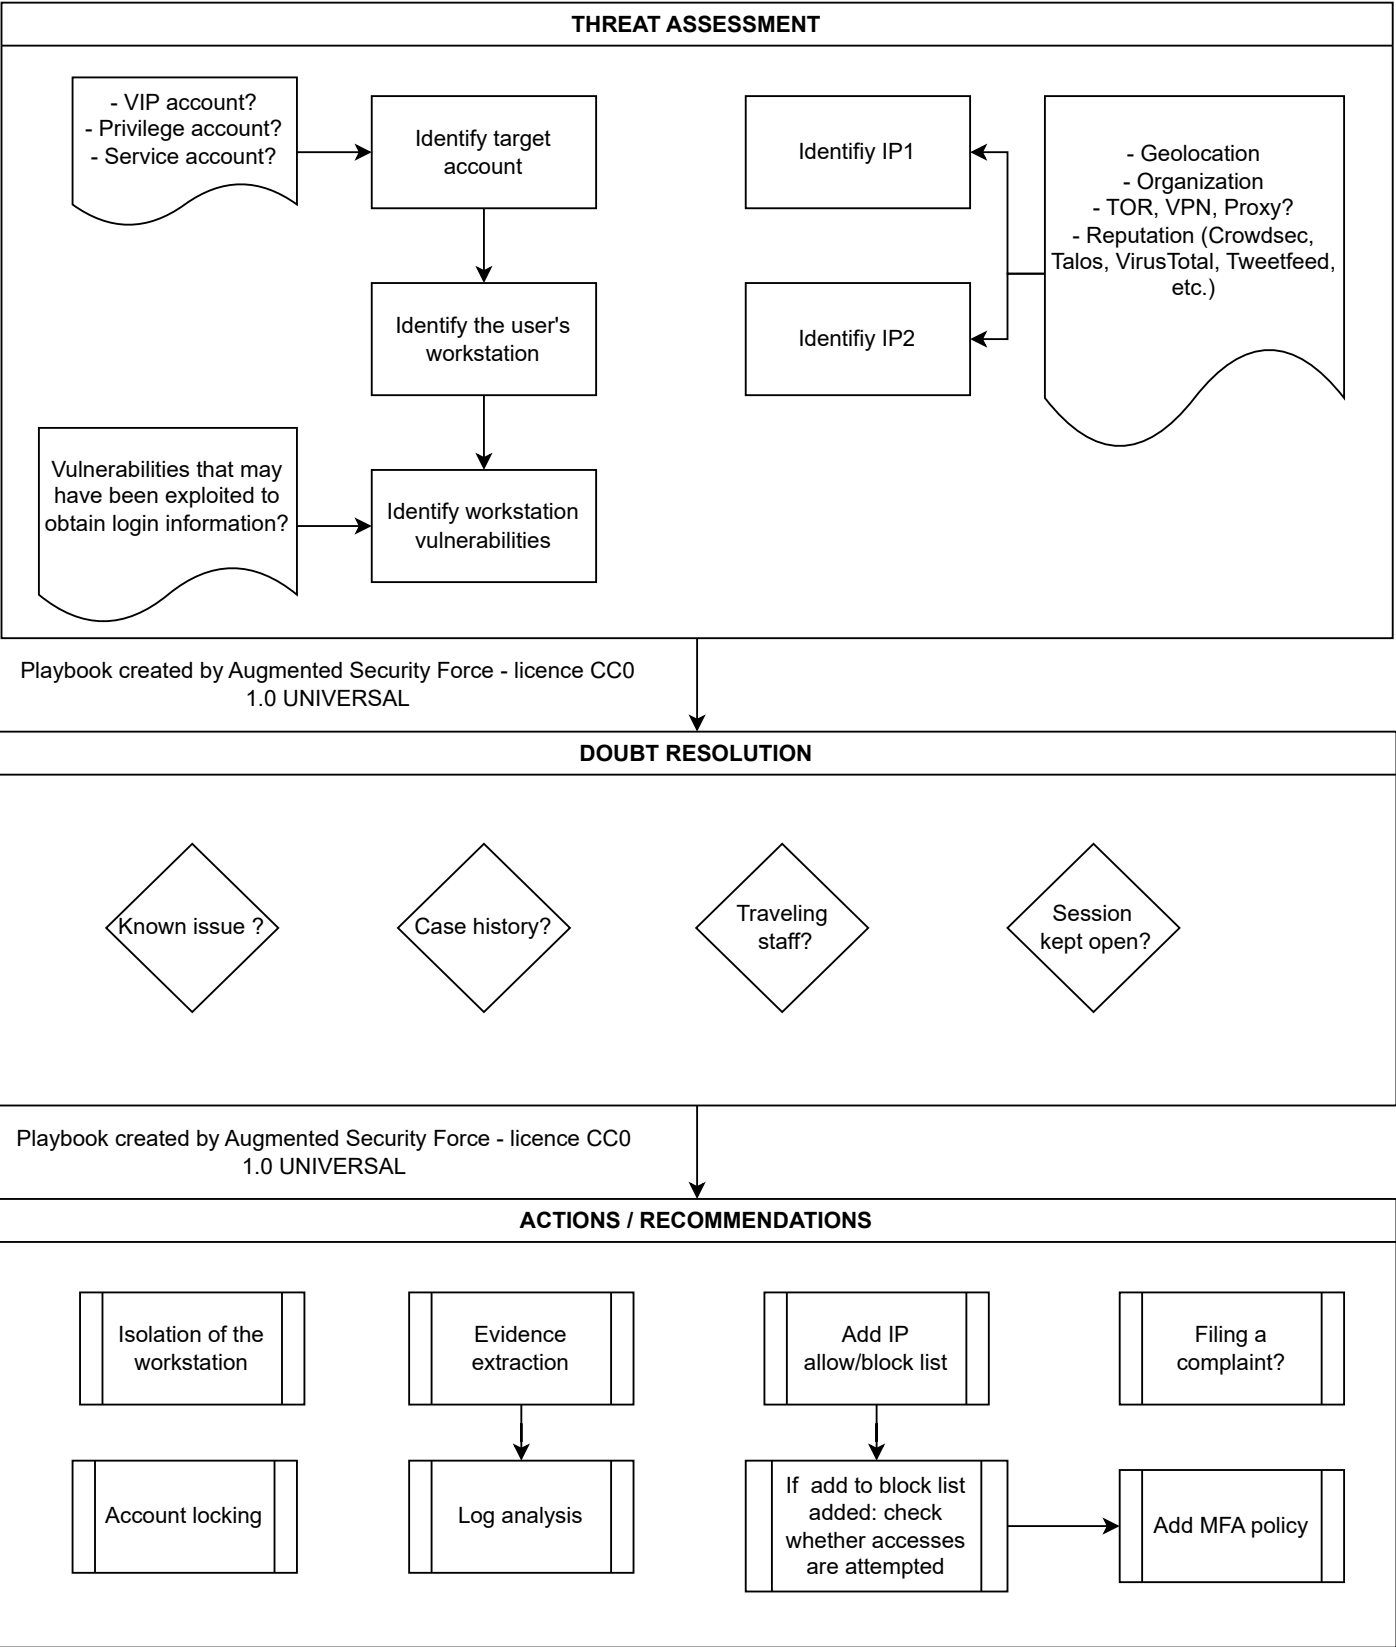 THREAT ASSESSMENT
- VIP account?
- Privilege account?
- Service account?
Identify target
account
Identifiy IP1
- Geolocation
- Organization
- TOR, VPN, Proxy?
- Reputation (Crowdsec,
Talos, VirusTotal, Tweetfeed,
etc.)
Identify the user's
workstation
Identifiy IP2
Vulnerabilities that may
have been exploited to
obtain login information?
Identify workstation
vulnerabilities
Playbook created by Augmented Security Force - licence CC0
1.0 UNIVERSAL
DOUBT RESOLUTION
Known issue ?
Case history?
Traveling
staff?
Session
kept open?
Playbook created by Augmented Security Force - licence CC0
1.0 UNIVERSAL
ACTIONS / RECOMMENDATIONS
Isolation of the
workstation
Evidence
extraction
Add IP
allow/block list
Filing a
complaint?
Account locking
Log analysis
If  add to block list
added: check
whether accesses
are attempted
Add MFA policy